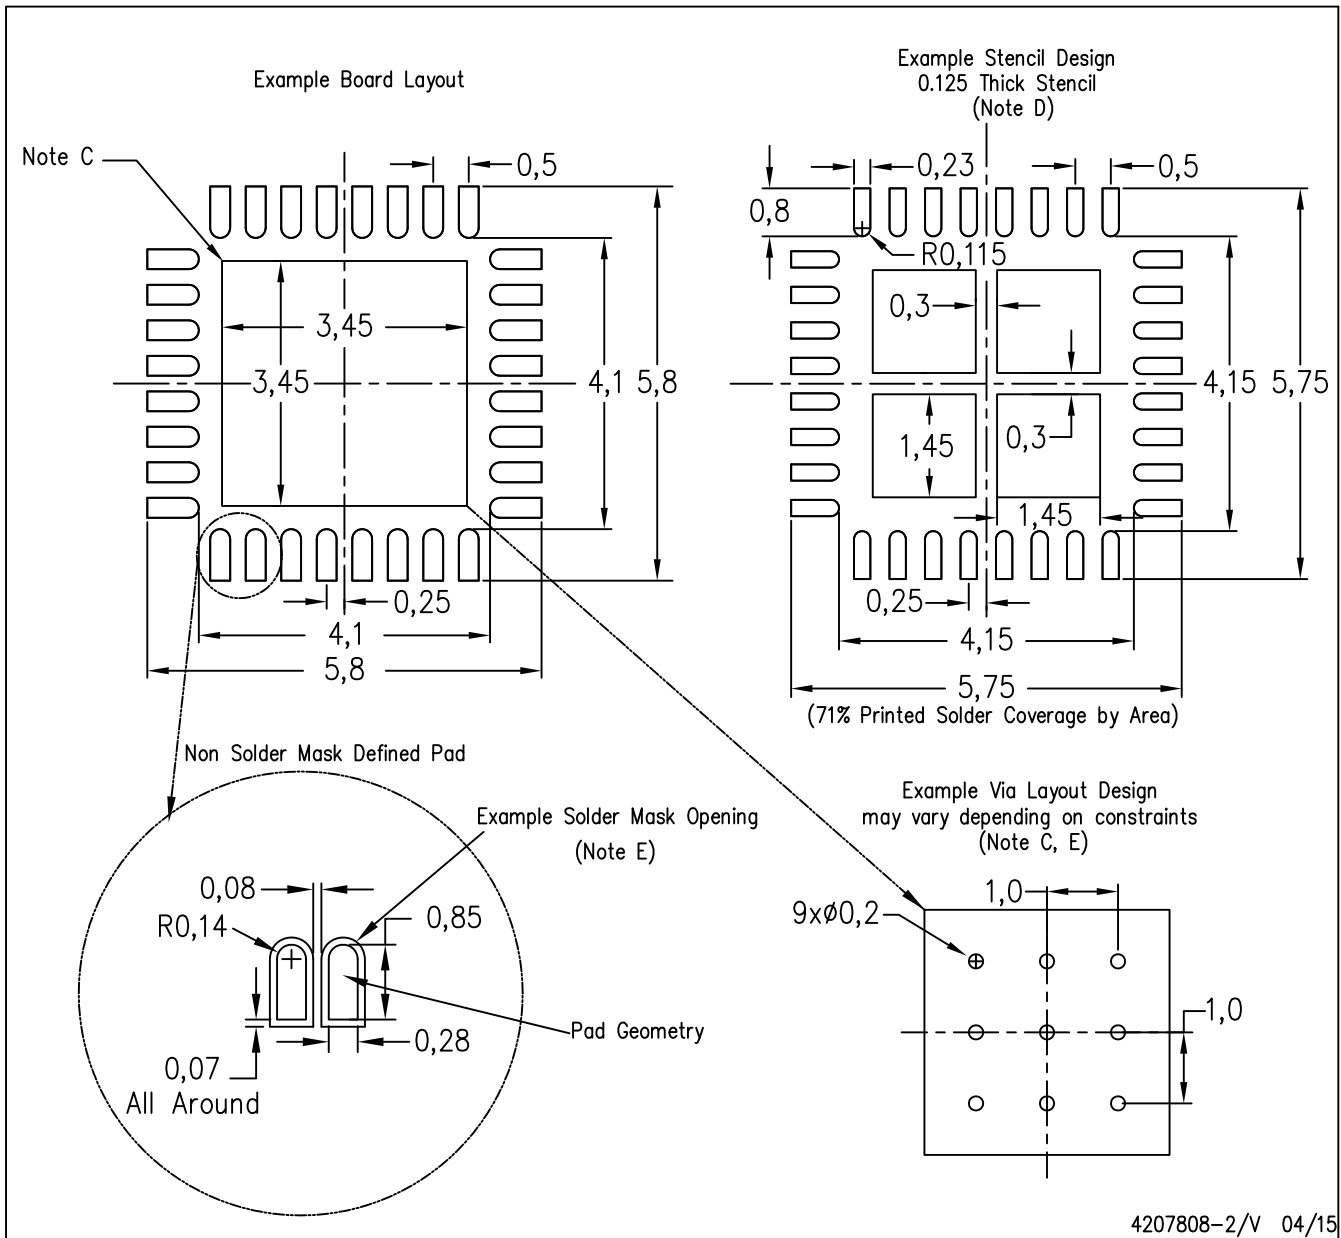 Example Board Layout
Note C
0,5
3,45
3,45
4,1
5,8
0,25
4,1
5,8
Example Stencil Design
0.125 Thick Stencil
(Note D)
0,23
0,5
0,8
R0,115
0,3
4,15
5,75
1,45
0,3
1,45
0,25
4,15
5,75
(71% Printed Solder Coverage by Area)
Non Solder Mask Defined Pad
Example Solder Mask Opening
(Note E)
0,08
R0,14
0,85
Pad Geometry
0,28
0,07
All Around
Example Via Layout Design
may vary depending on constraints
(Note C, E)
1,0
9xø0,2
1,0
4207808-2/V 04/15